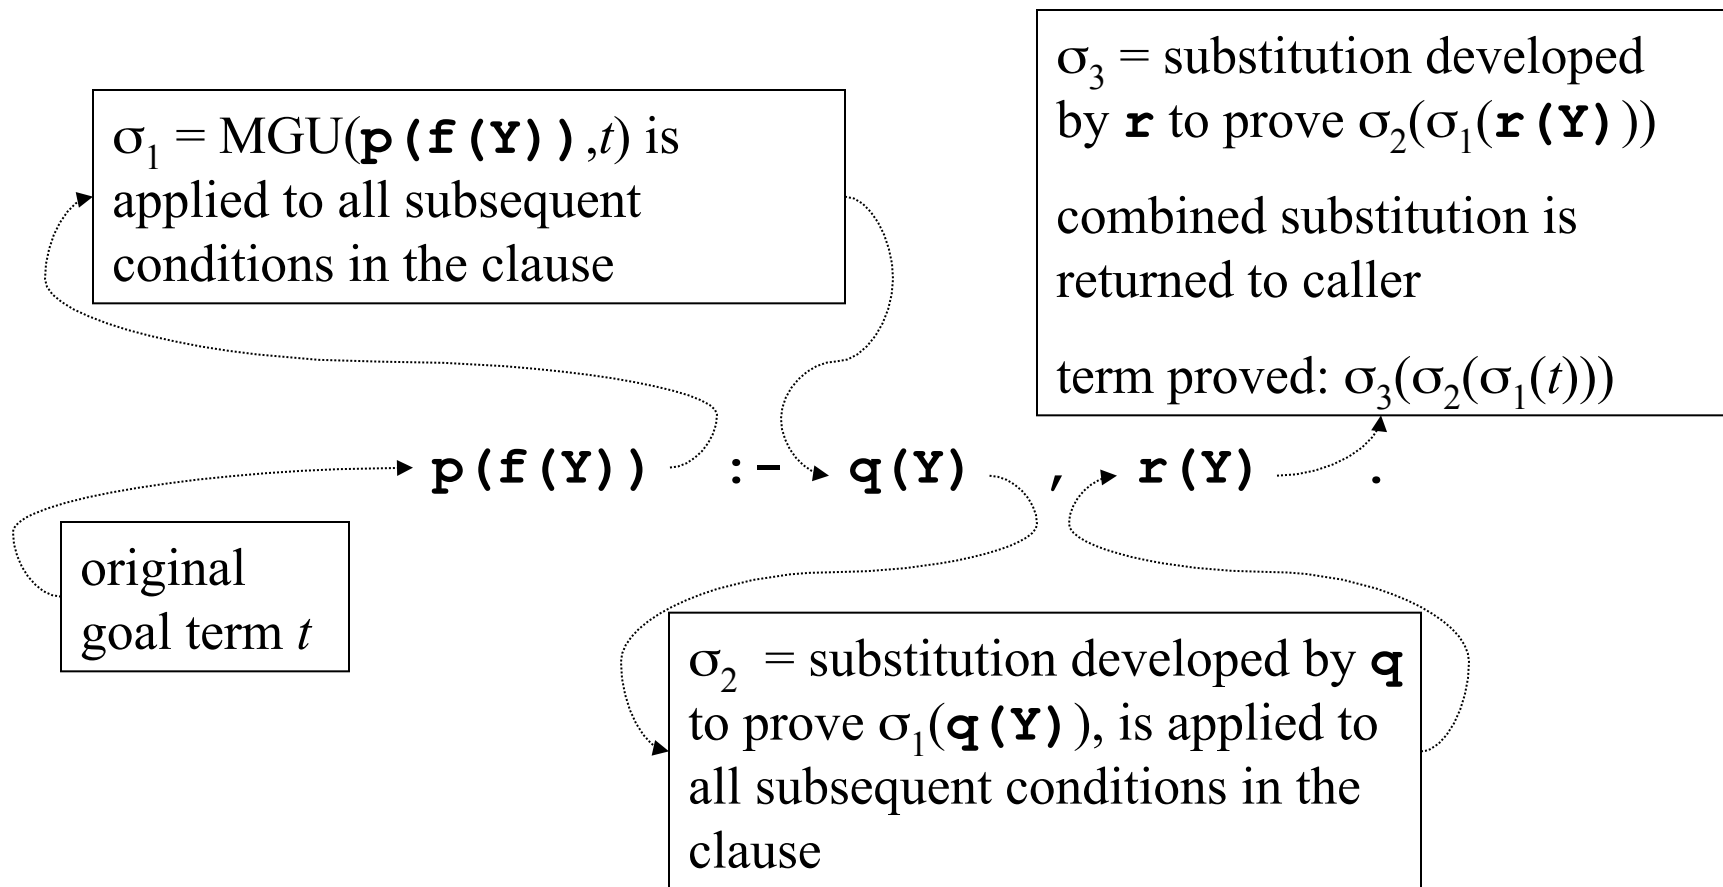 σ₁ = MGU(p(f(Y)),t) is
applied to all subsequent
conditions in the clause
σ₃ = substitution developed
by r to prove σ₂(σ₁(r(Y)))
combined substitution is
returned to caller
term proved: σ₃(σ₂(σ₁(t)))
p(f(Y)) :- q(Y) , r(Y) .
original
goal term t
σ₂ = substitution developed by q
to prove σ₁(q(Y)), is applied to
all subsequent conditions in the
clause